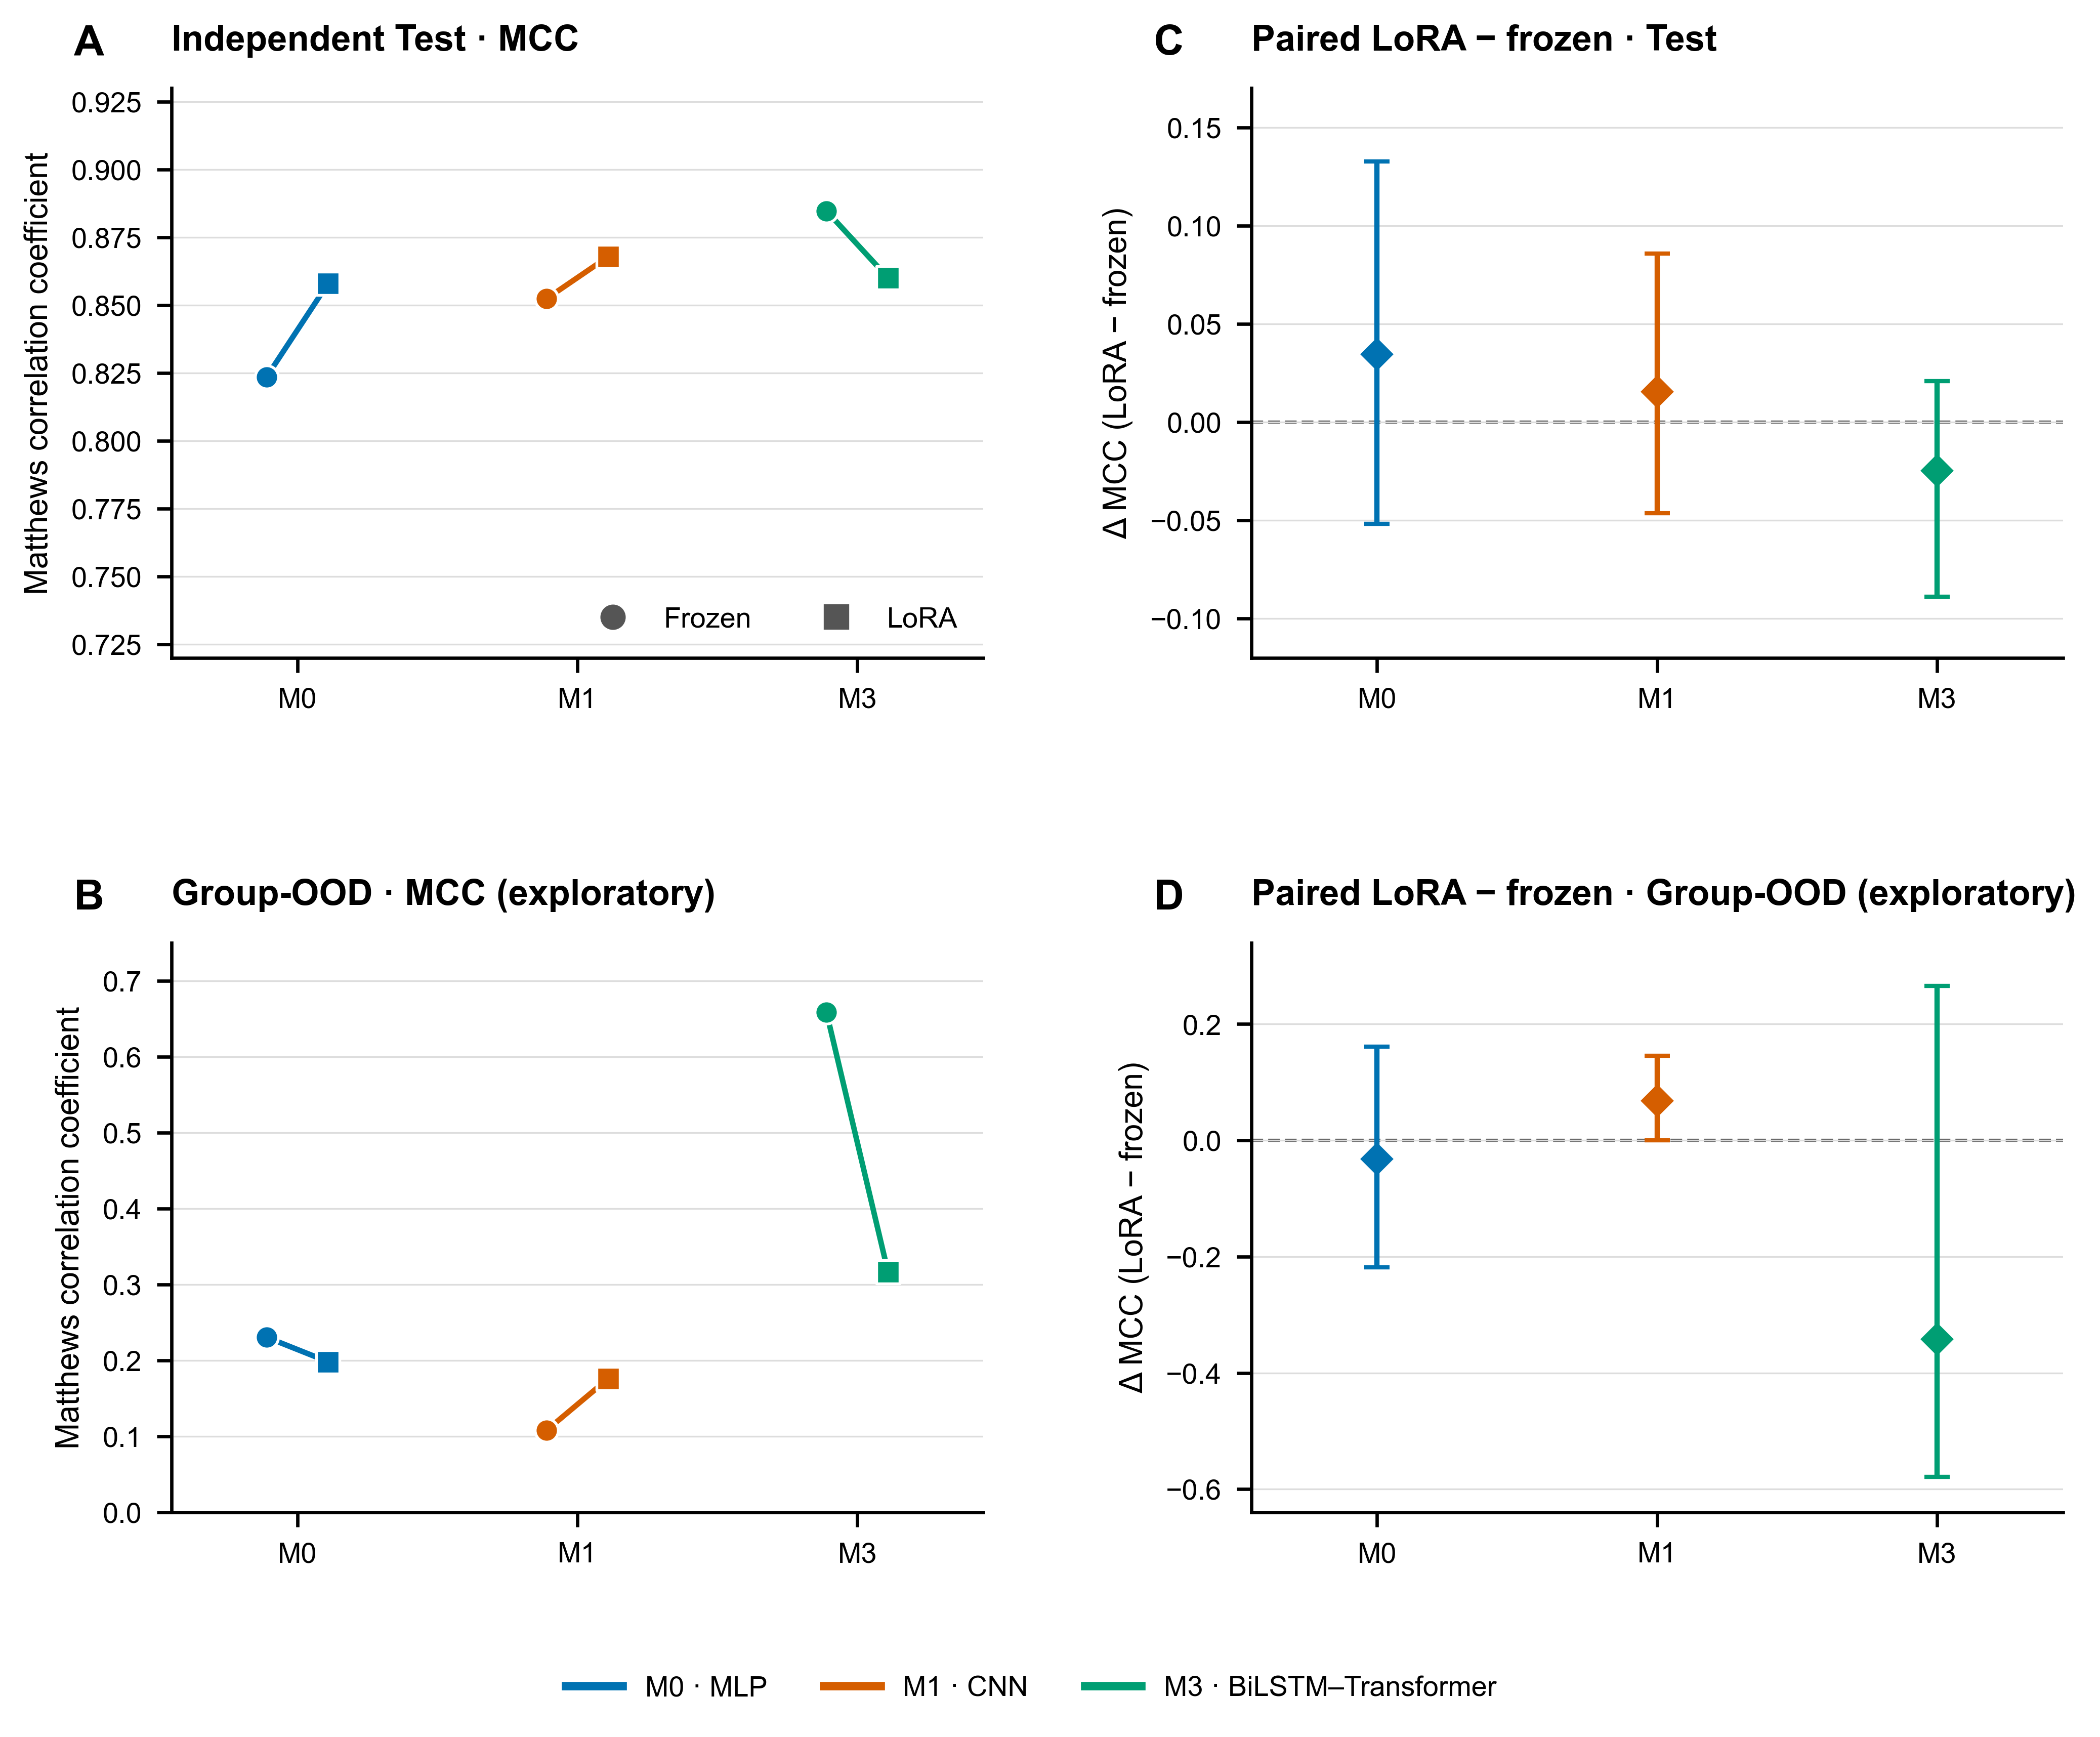 A Independent Test · MCC
Matthews correlation coefficient
0.925
0.900
0.875
0.850
0.825
0.800
0.775
0.750
0.725
Frozen LoRA
M0 M1 M3
C Paired LoRA − frozen · Test
Δ MCC (LoRA − frozen)
0.15
0.10
0.05
0.00
−0.05
−0.10
M0 M1 M3
B Group-OOD · MCC (exploratory)
Matthews correlation coefficient
0.7
0.6
0.5
0.4
0.3
0.2
0.1
0.0
M0 M1 M3
D Paired LoRA − frozen · Group-OOD (exploratory)
Δ MCC (LoRA − frozen)
0.2
0.0
−0.2
−0.4
−0.6
M0 M1 M3
M0 · MLP M1 · CNN M3 · BiLSTM–Transformer